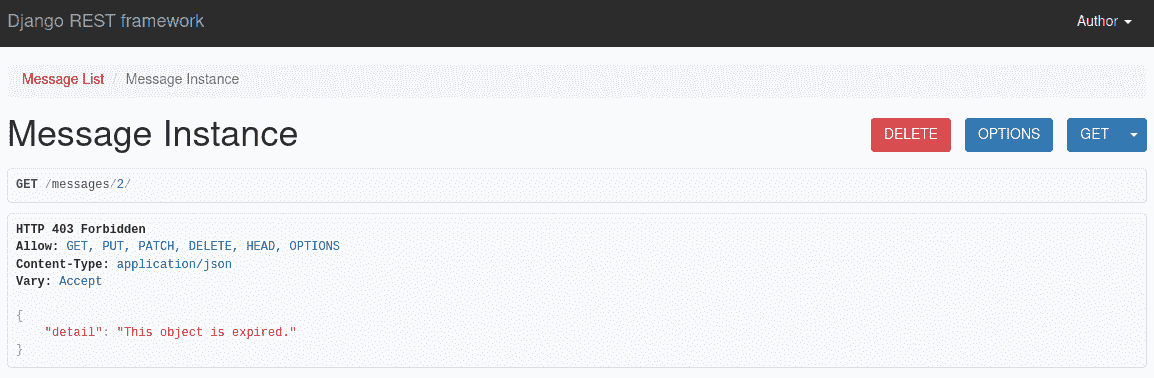 Django REST framework
Author
Message List / Message Instance
Message Instance
DELETE OPTIONS GET
GET /messages/2/
HTTP 403 Forbidden
Allow: GET, PUT, PATCH, DELETE, HEAD, OPTIONS
Content-Type: application/json
Vary: Accept
{
    "detail": "This object is expired."
}